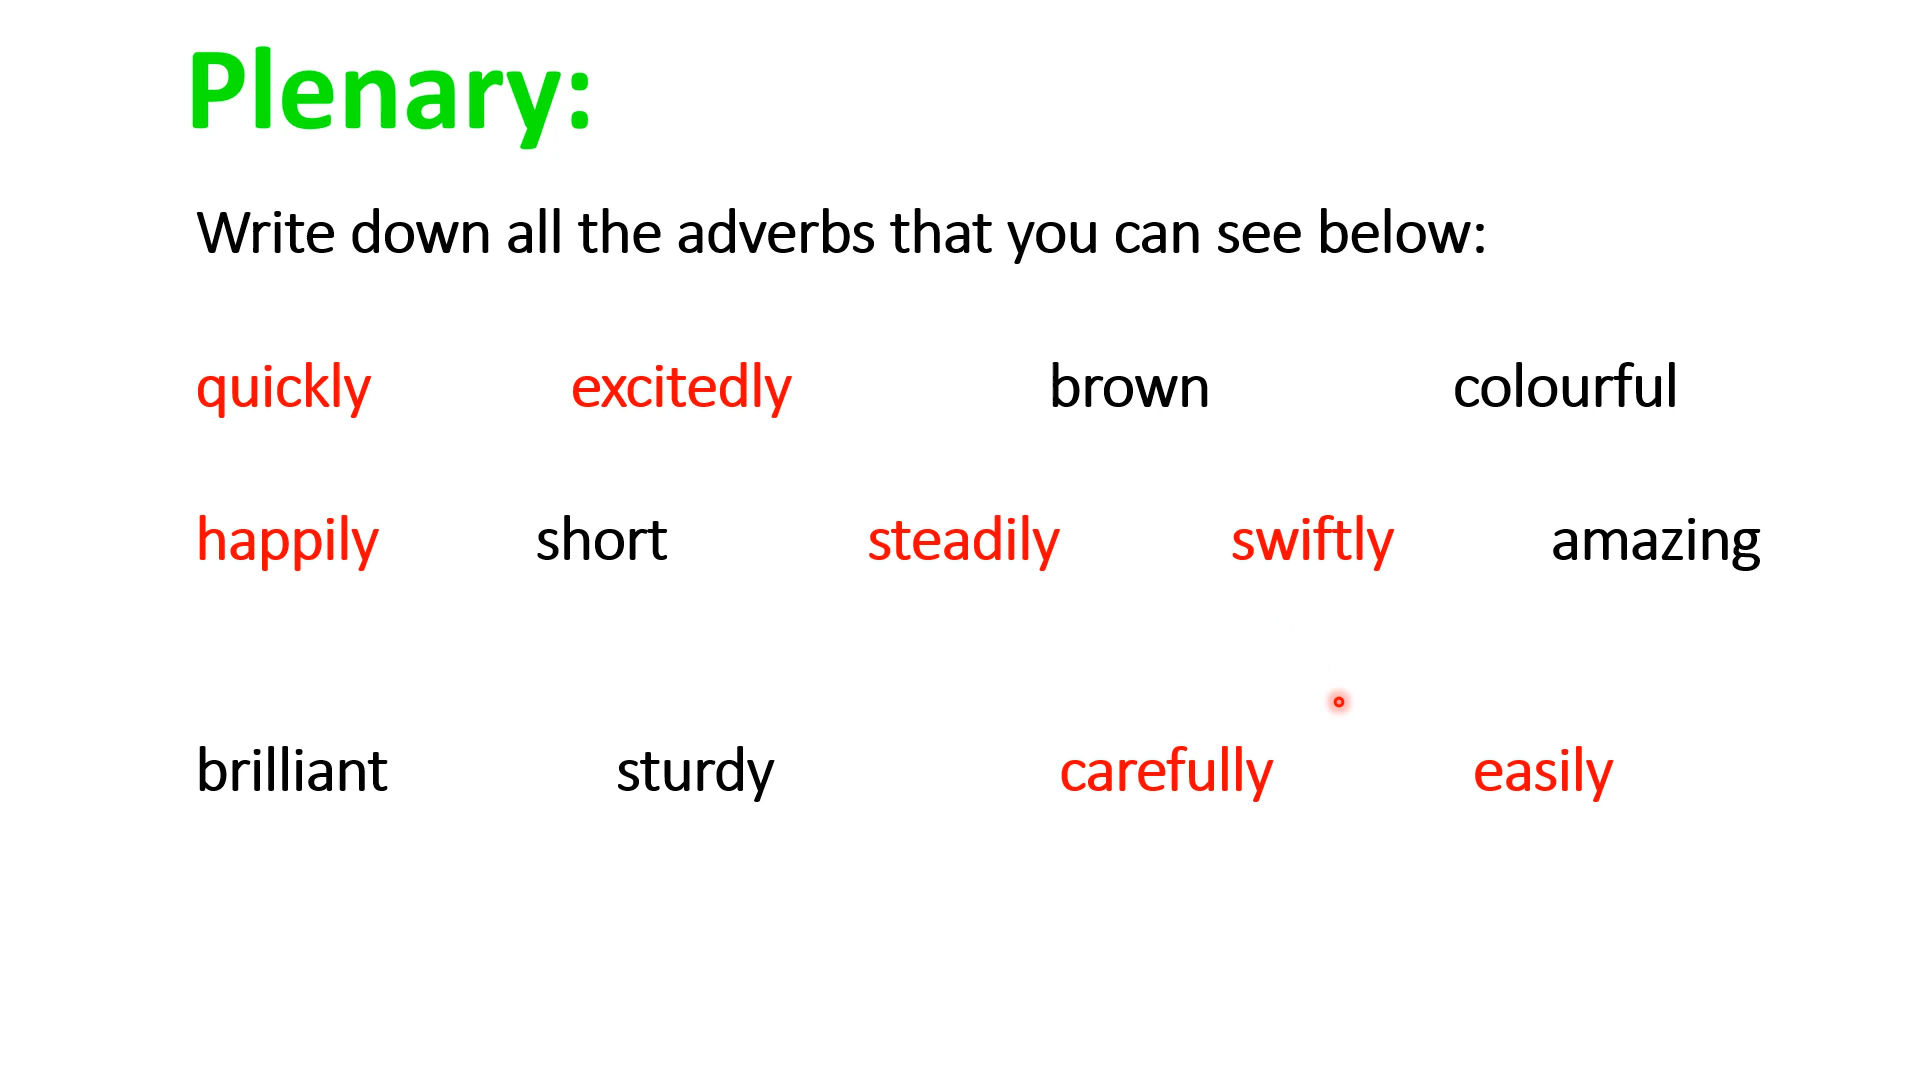 Plenary:
Write down all the adverbs that you can see below:
quickly excitedly brown colourful
happily short steadily swiftly amazing
brilliant sturdy carefully easily